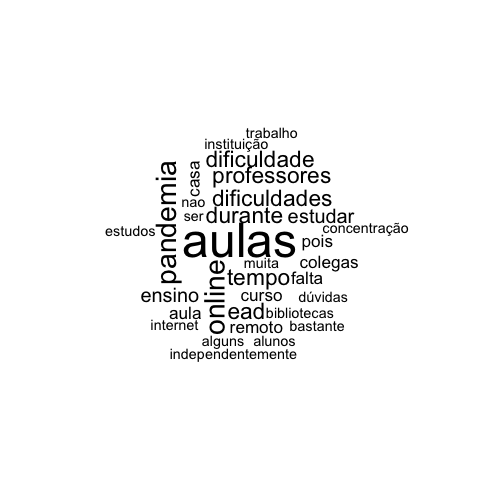 trabalho
instituição
dificuldade
casa
professores
pandemia
nao
dificuldades
ser
durante
estudar
concentração
estudos
aulas
pois
muita
colegas
online
tempo
falta
ensino
curso
dúvidas
aula
ead
bibliotecas
internet
remoto
bastante
alguns
alunos
independentemente